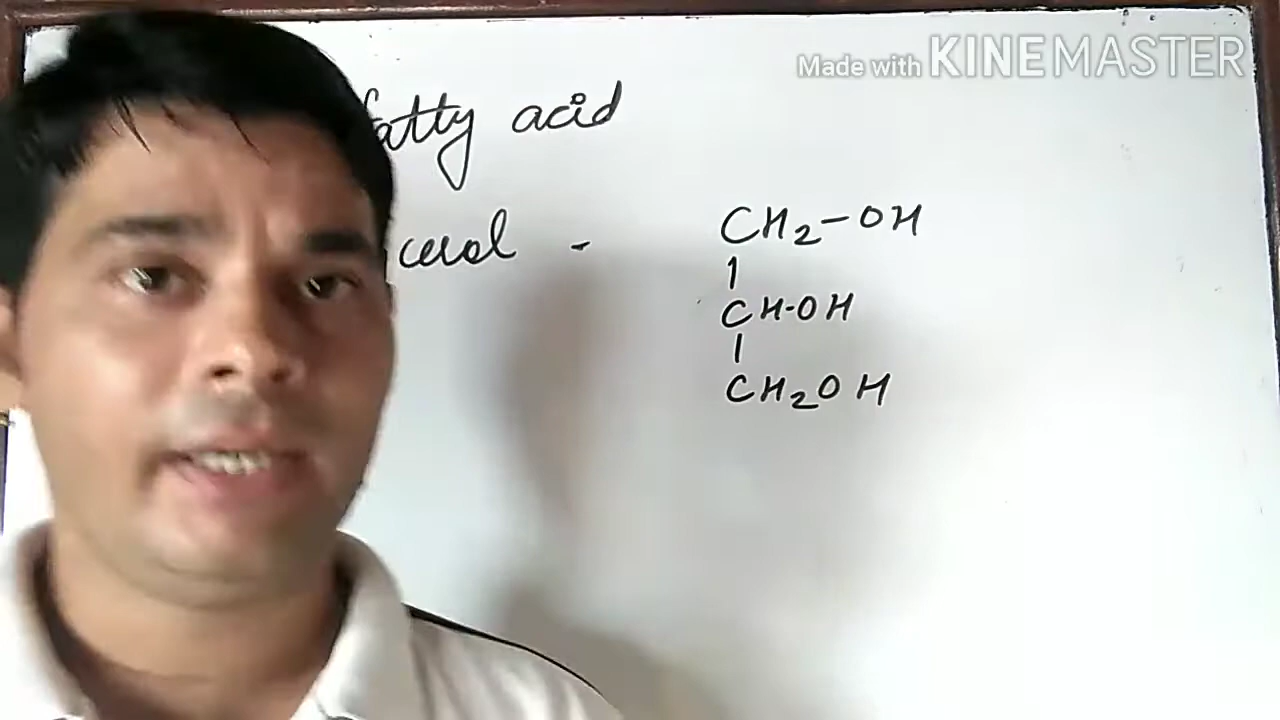 Made with KINEMASTER
fatty acid
cerol - CH2-OH
|
CH-OH
|
CH2OH